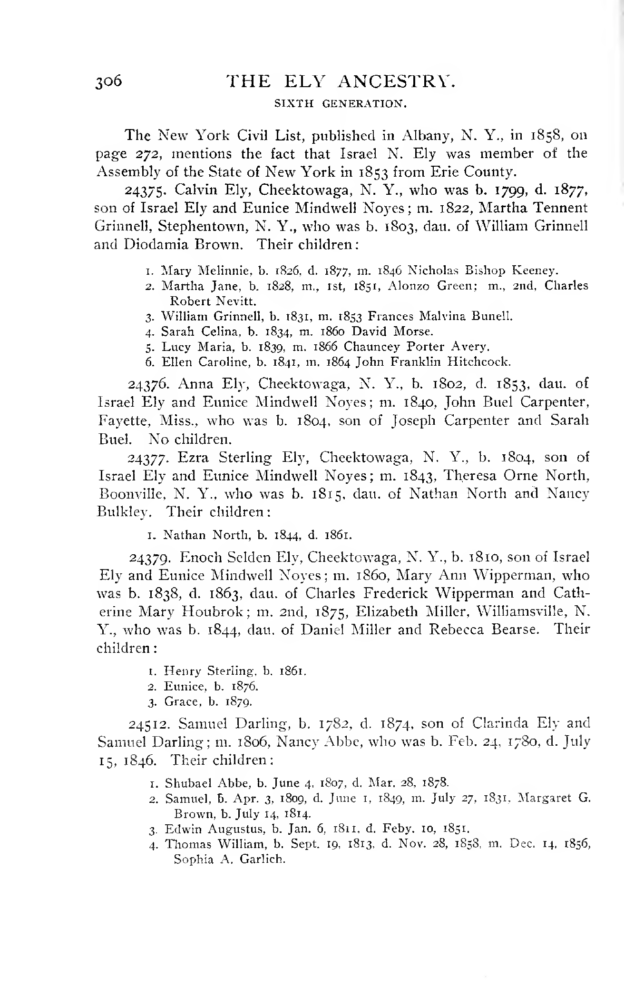 306 THE ELY ANCESTRY.
SIXTH GENERATION.
The New York Civil List, published in Albany, N. Y., in 1858, on
page 272, mentions the fact that Israel N. Ely was member of the
Assembly of the State of New York in 1853 from Erie County.
24375. Calvin Ely, Cheektowaga, N. Y., who was b. 1799, d. 1877,
son of Israel Ely and Eunice Mindwell Noyes; m. 1822, Martha Tennent
Grinnell, Stephentown, N. Y., who was b. 1803, dau. of William Grinnell
and Diodamia Brown. Their children:
1. Mary Melinnie, b. 1826, d. 1877, m. 1846 Nicholas Bishop Keeney.
2. Martha Jane, b. 1828, m., 1st, 1851, Alonzo Green; m., 2nd, Charles
Robert Nevitt.
3. William Grinnell, b. 1831, m. 1853 Frances Malvina Bunell.
4. Sarah Celina, b. 1834, m. 1860 David Morse.
5. Lucy Maria, b. 1839, m. 1866 Chauncey Porter Avery.
6. Ellen Caroline, b. 1841, m. 1864 John Franklin Hitchcock.
24376. Anna Ely, Cheektowaga, N. Y., b. 1802, d. 1853, dau. of
Israel Ely and Eunice Mindwell Noyes; m. 1840, John Buel Carpenter,
Fayette, Miss., who was b. 1804, son of Joseph Carpenter and Sarah
Buel. No children.
24377. Ezra Sterling Ely, Cheektowaga, N. Y., b. 1804, son of
Israel Ely and Eunice Mindwell Noyes; m. 1843, Theresa Orne North,
Boonville, N. Y., who was b. 1815, dau. of Nathan North and Nancy
Bulkley. Their children:
1. Nathan North, b. 1844, d. 1861.
24379. Enoch Selden Ely, Cheektowaga, N. Y., b. 1810, son of Israel
Ely and Eunice Mindwell Noyes; m. 1860, Mary Ann Wipperman, who
was b. 1838, d. 1863, dau. of Charles Frederick Wipperman and Cath-
erine Mary Houbrok; m. 2nd, 1875, Elizabeth Miller, Williamsville, N.
Y., who was b. 1844, dau. of Daniel Miller and Rebecca Bearse. Their
children:
1. Henry Sterling, b. 1861.
2. Eunice, b. 1876.
3. Grace, b. 1879.
24512. Samuel Darling, b. 1782, d. 1874, son of Clarinda Ely and
Samuel Darling; m. 1806, Nancy Abbe, who was b. Feb. 24, 1780, d. July
15, 1846. Their children:
1. Shubael Abbe, b. June 4, 1807, d. Mar. 28, 1878.
2. Samuel, b. Apr. 3, 1809, d. June 1, 1849, m. July 27, 1831, Margaret G.
Brown, b. July 14, 1814.
3. Edwin Augustus, b. Jan. 6, 1811, d. Feby. 10, 1851.
4. Thomas William, b. Sept. 19, 1813, d. Nov. 28, 1858, m. Dec. 14, 1856,
Sophia A. Garlich.